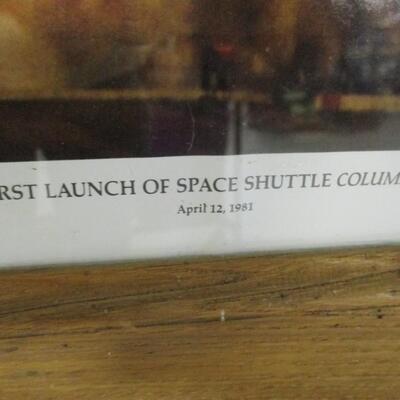 RST LAUNCH OF SPACE SHUTTLE COLUM
April 12, 1981